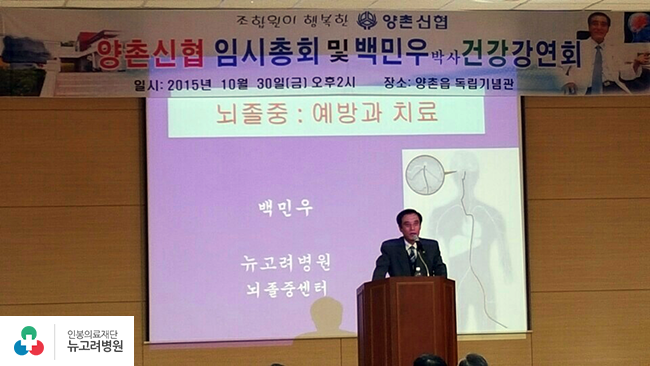 조합원이 행복한 양촌신협
양촌신협 임시총회 및 백민우박사건강강연회
일시: 2015년 10월 30일(금) 오후2시 장소: 양촌읍 독립기념관
뇌졸중 : 예방과 치료
백민우
뉴고려병원
뇌졸중센터
인봉의료재단
뉴고려병원